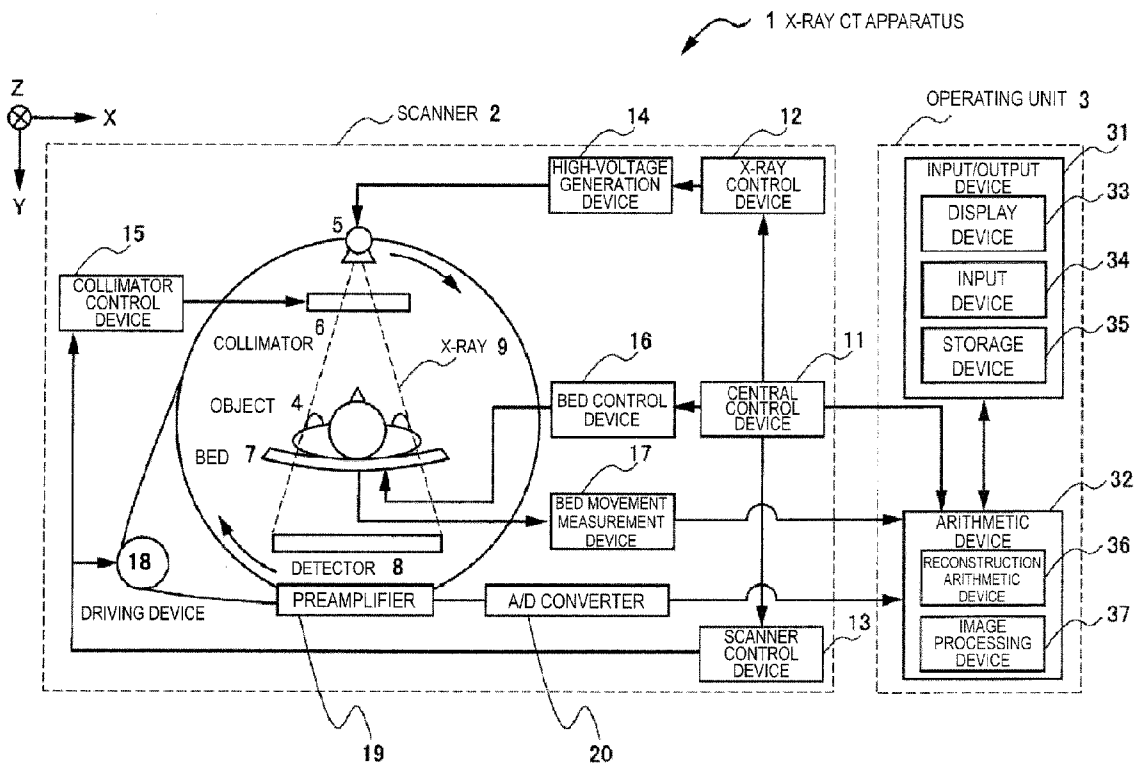 1 X-RAY CT APPARATUS
Z
X
Y
SCANNER 2
OPERATING UNIT 3
14
12
31
HIGH-VOLTAGE
GENERATION
DEVICE
X-RAY
CONTROL
DEVICE
INPUT/OUTPUT
DEVICE
33
DISPLAY
DEVICE
5
15
COLLIMATOR
CONTROL
DEVICE
34
INPUT
DEVICE
6
COLLIMATOR
X-RAY 9
35
STORAGE
DEVICE
16
11
OBJECT 4
BED CONTROL
DEVICE
CENTRAL
CONTROL
DEVICE
BED 7
17
BED MOVEMENT
MEASUREMENT
DEVICE
32
ARITHMETIC
DEVICE
18
DRIVING DEVICE
DETECTOR 8
36
RECONSTRUCTION
ARITHMETIC
DEVICE
PREAMPLIFIER
A/D CONVERTER
13
SCANNER
CONTROL
DEVICE
37
IMAGE
PROCESSING
DEVICE
19
20